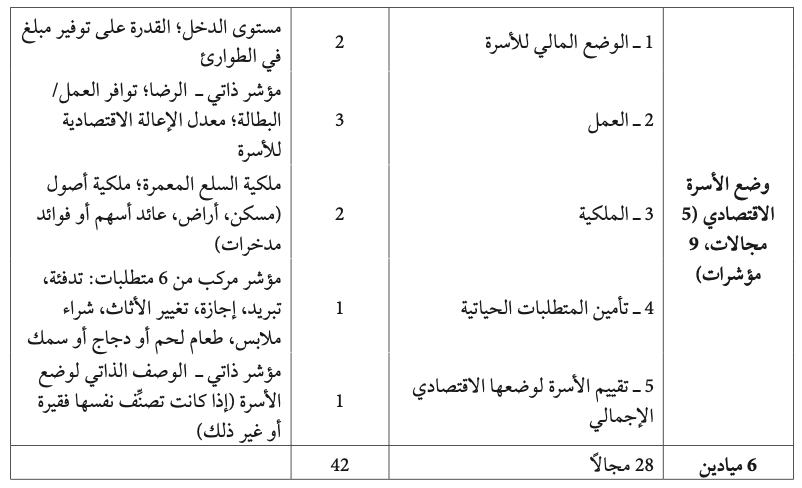 وضع الأسرة
الاقتصادي (5
مجالات، 9
مؤشرات)
1 ـ الوضع المالي للأسرة
2
مستوى الدخل؛ القدرة على توفير مبلغ
في الطوارئ
2 ـ العمل
3
مؤشر ذاتي ـ الرضا؛ توافر العمل/
البطالة؛ معدل الإعالة الاقتصادية
للأسرة
3 ـ الملكية
2
ملكية السلع المعمرة؛ ملكية أصول
(مسكن، أراض، عائد أسهم أو فوائد
مدخرات)
4 ـ تأمين المتطلبات الحياتية
1
مؤشر مركب من 6 متطلبات: تدفئة،
تبريد، إجازة، تغيير الأثاث، شراء
ملابس، طعام لحم أو دجاج أو سمك
5 ـ تقييم الأسرة لوضعها الاقتصادي
الإجمالي
1
مؤشر ذاتي ـ الوصف الذاتي لوضع
الأسرة (إذا كانت تصنِّف نفسها فقيرة
أو غير ذلك)
6 ميادين
28 مجالاً
42